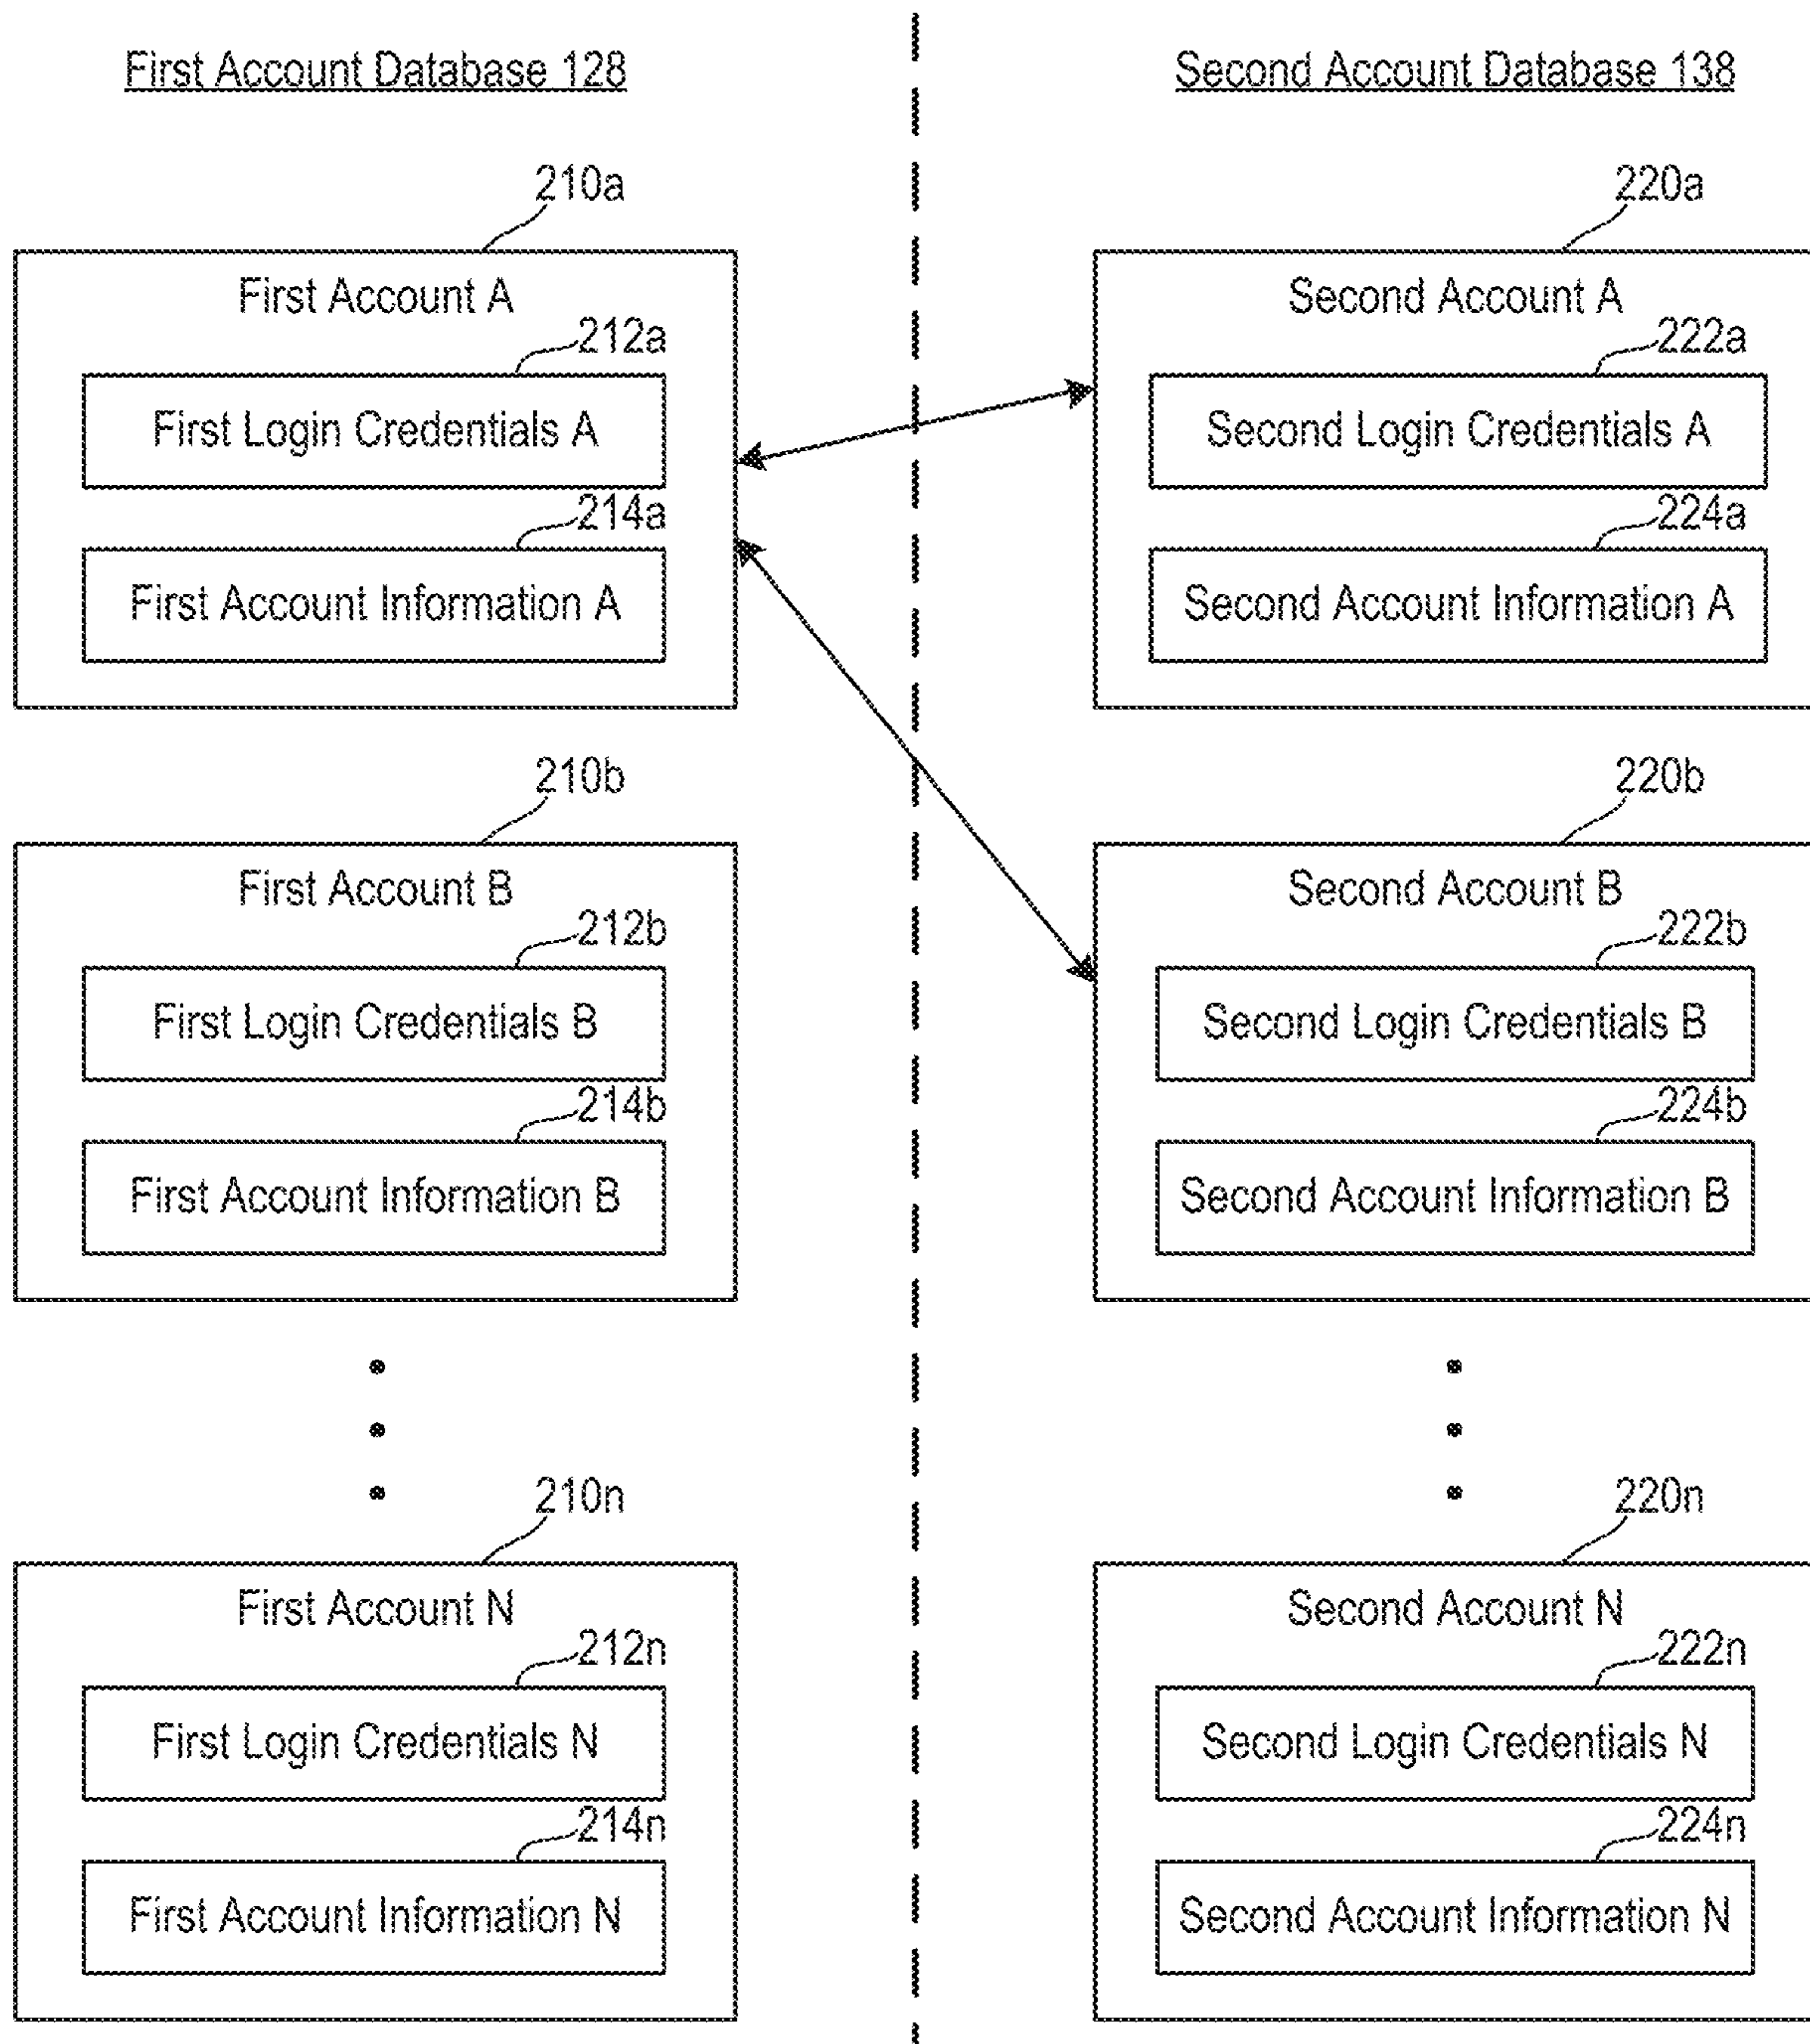 First Account Database 128
210a
First Account A
212a
First Login Credentials A
214a
First Account Information A
210b
First Account B
212b
First Login Credentials B
214b
First Account Information B
210n
First Account N
212n
First Login Credentials N
214n
First Account Information N
Second Account Database 138
220a
Second Account A
222a
Second Login Credentials A
224a
Second Account Information A
220b
Second Account B
222b
Second Login Credentials B
224b
Second Account Information B
220n
Second Account N
222n
Second Login Credentials N
224n
Second Account Information N